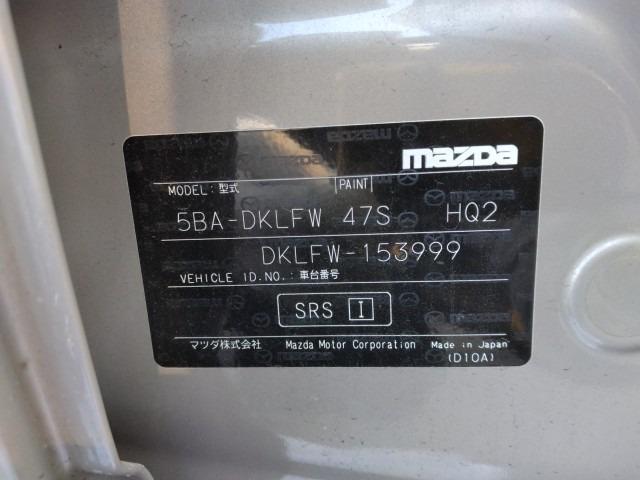 mazda
MODEL:型式 PAINT
5BA-DKLFW 47S HQ2
DKLFW-153999
VEHICLE ID.NO.:車台番号
SRS I
マツダ株式会社 Mazda Motor Corporation Made in Japan
(D10A)